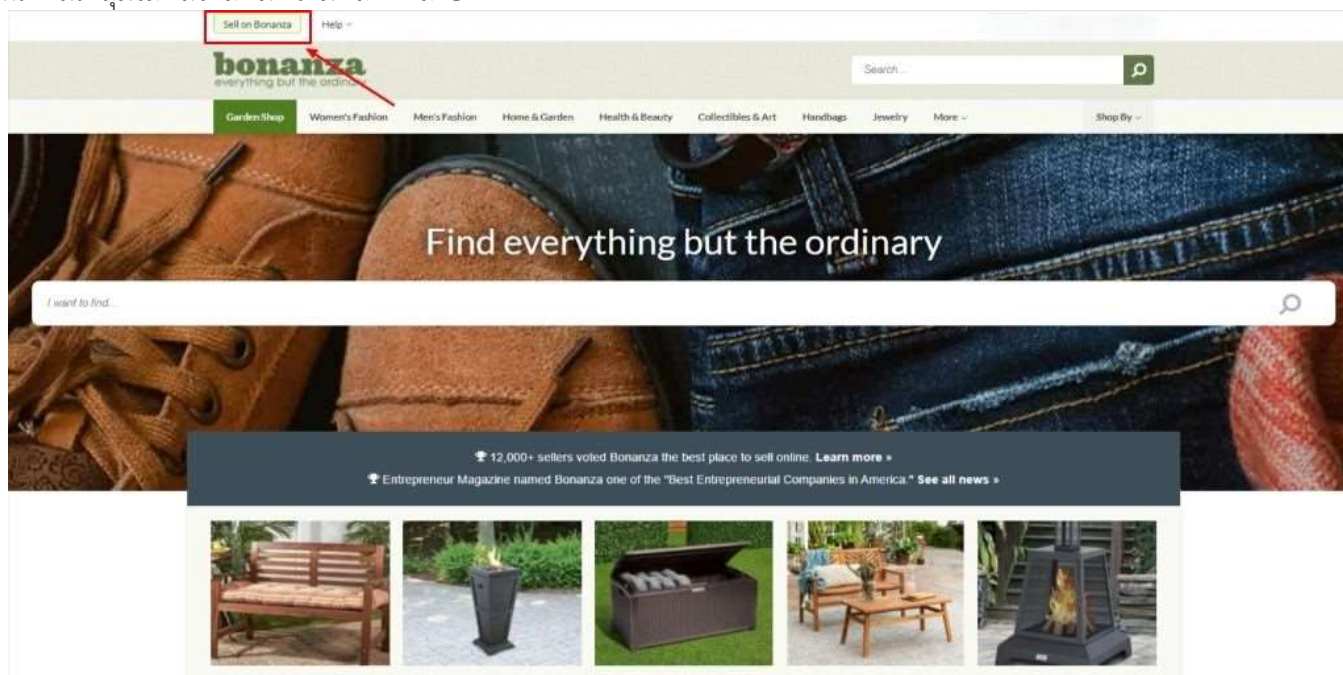 Sell on Bonanza Help
bonanza
everything but the ordinary
Search...
Garden Shop Women's Fashion Men's Fashion Home & Garden Health & Beauty Collectibles & Art Handbags Jewelry More Shop By
Find everything but the ordinary
I want to find...
12,000+ sellers voted Bonanza the best place to sell online. Learn more »
Entrepreneur Magazine named Bonanza one of the "Best Entrepreneurial Companies in America." See all news »